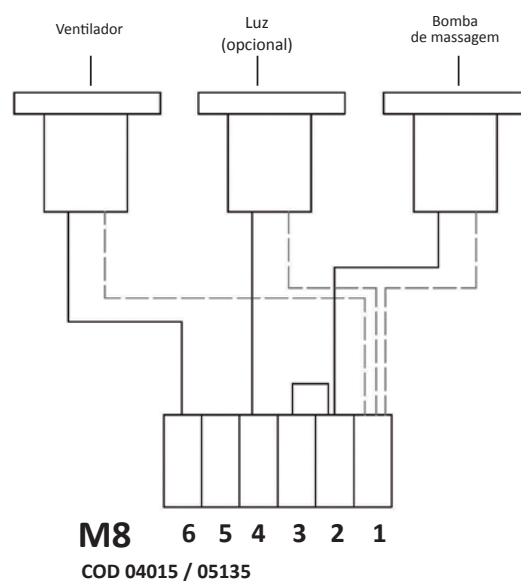 Ventilador
Luz
(opcional)
Bomba
de massagem
M8 6 5 4 3 2 1
COD 04015 / 05135